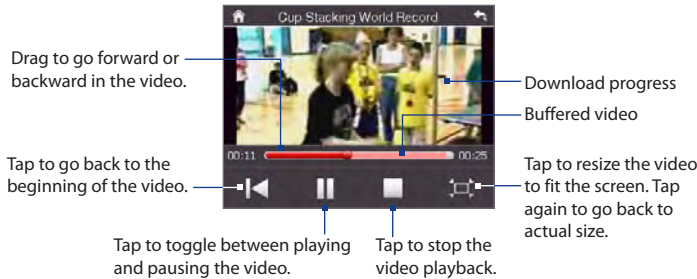 Cup Stacking World Record
Drag to go forward or
backward in the video.
Download progress
Buffered video
00:11
00:25
Tap to go back to the
beginning of the video.
Tap to resize the video
to fit the screen. Tap
again to go back to
actual size.
Tap to toggle between playing
and pausing the video.
Tap to stop the
video playback.